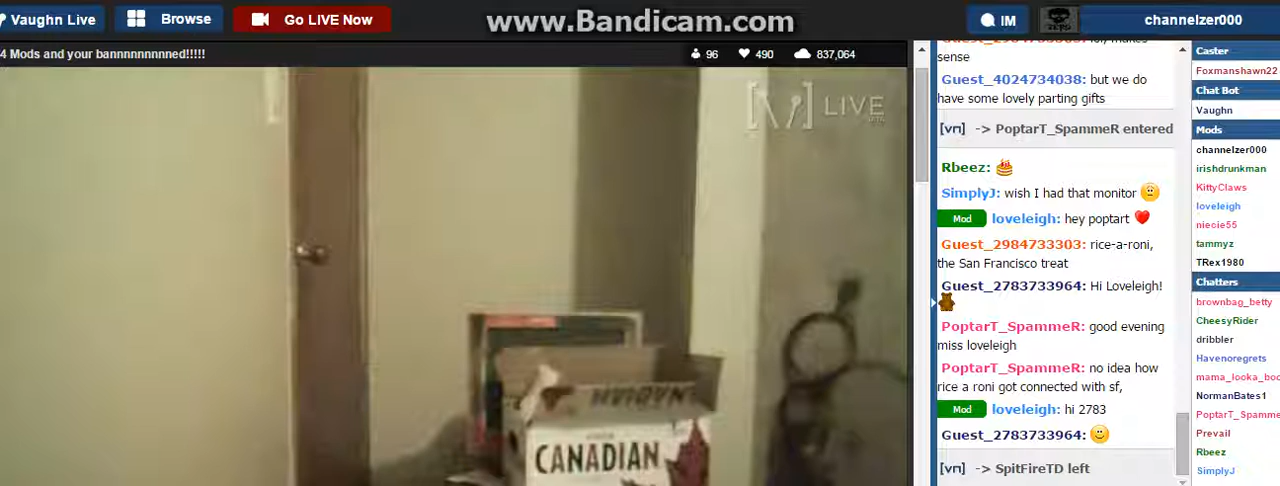 Vaughn Live
Browse
Go LIVE Now
www.Bandicam.com
IM
channelzer000
4 Mods and your bannnnnnnnned!!!!!
96
490
837,064
LIVE
NAIDANAC
CANADIAN
sense
Guest_4024734038: but we do
have some lovely parting gifts
[vn] -> PoptarT_SpammeR entered
Rbeez:
SimplyJ: wish I had that monitor
Mod loveleigh: hey poptart
Guest_2984733303: rice-a-roni,
the San Francisco treat
Guest_2783733964: Hi Loveleigh!
PoptarT_SpammeR: good evening
miss loveleigh
PoptarT_SpammeR: no idea how
rice a roni got connected with sf,
Mod loveleigh: hi 2783
Guest_2783733964:
[vn] -> SpitFireTD left
Caster
Foxmanshawn22
Chat Bot
Vaughn
Mods
channelzer000
irishdrunkman
KittyClaws
loveleigh
niecie55
tammyz
TRex1980
Chatters
brownbag_betty
CheesyRider
dribbler
Havenoregrets
mama_looka_boo
NormanBates1
PoptarT_Spamme
Prevail
Rbeez
SimplyJ